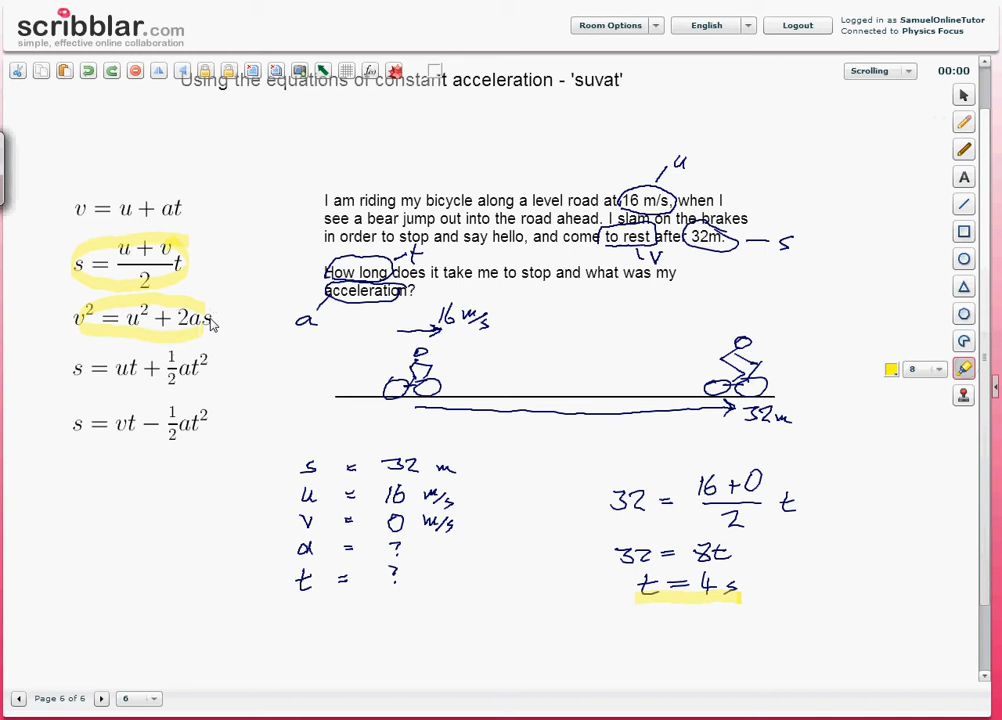 scribblar.com
simple, effective online collaboration
Room Options
English
Logout
Logged in as SamuelOnlineTutor
Connected to Physics Focus
Using the equations of constant acceleration - 'suvat'
f(x)
Scrolling
00:00
u
I am riding my bicycle along a level road at 16 m/s, when I
see a bear jump out into the road ahead. I slam on the brakes
in order to stop and say hello, and come to rest after 32m.
s
t
v
How long does it take me to stop and what was my
acceleration?
a
v = u + at
s = (u + v)/2 t
v² = u² + 2as
s = ut + ½at²
s = vt − ½at²
16 m/s
32m
A
8
s = 32 m
u = 16 m/s
v = 0 m/s
a = ?
t = ?
32 = (16 + 0)/2 t
32 = 8t
t = 4 s
Page 6 of 6
6